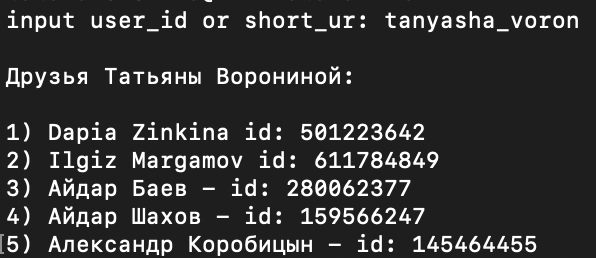 input user_id or short_ur: tanyasha_voron
Друзья Татьяны Ворониной:
1) Dapia Zinkina id: 501223642
2) Ilgiz Margamov id: 611784849
3) Айдар Баев – id: 280062377
4) Айдар Шахов – id: 159566247
5) Александр Коробицын – id: 145464455